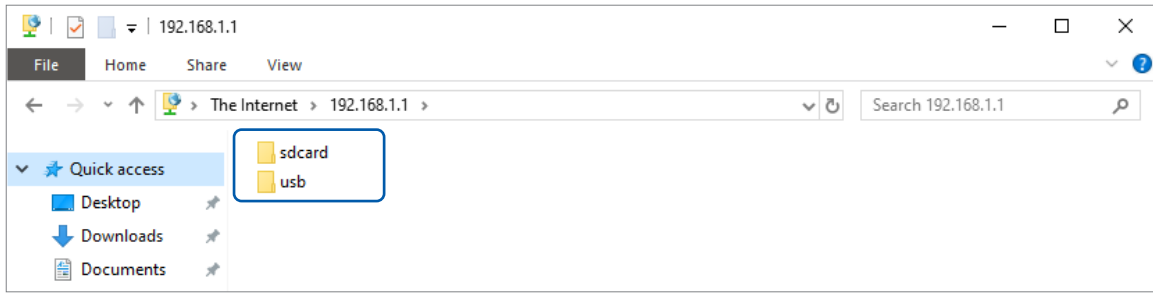 192.168.1.1
File Home Share View
The Internet 192.168.1.1 Search 192.168.1.1
Quick access
Desktop
Downloads
Documents
sdcard
usb